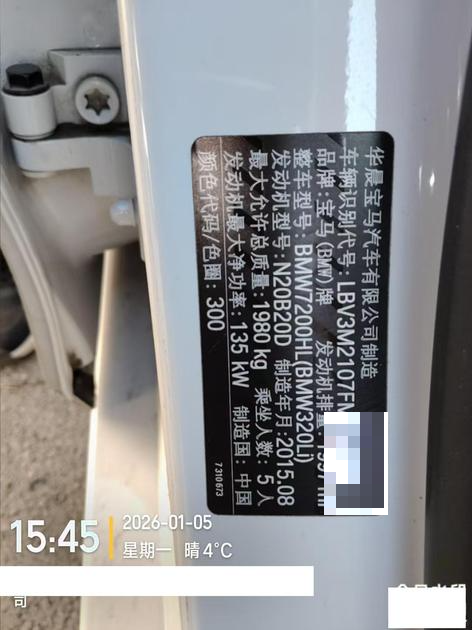 华晨宝马汽车有限公司制造
车辆识别代号: LBV3M2107FN
品牌: 宝马(BMW)牌 发动机排量:
整车型号: BMW7200HL(BMW320Li)
发动机型号: N20B20D 制造年月: 2015.08
最大允许总质量: 1980 kg 乘坐人数: 5 人
发动机最大净功率: 135 kW 制造国: 中国
颜色代码/色圈: 300
7310673
15:45
2026-01-05
星期一 晴 4°C
司